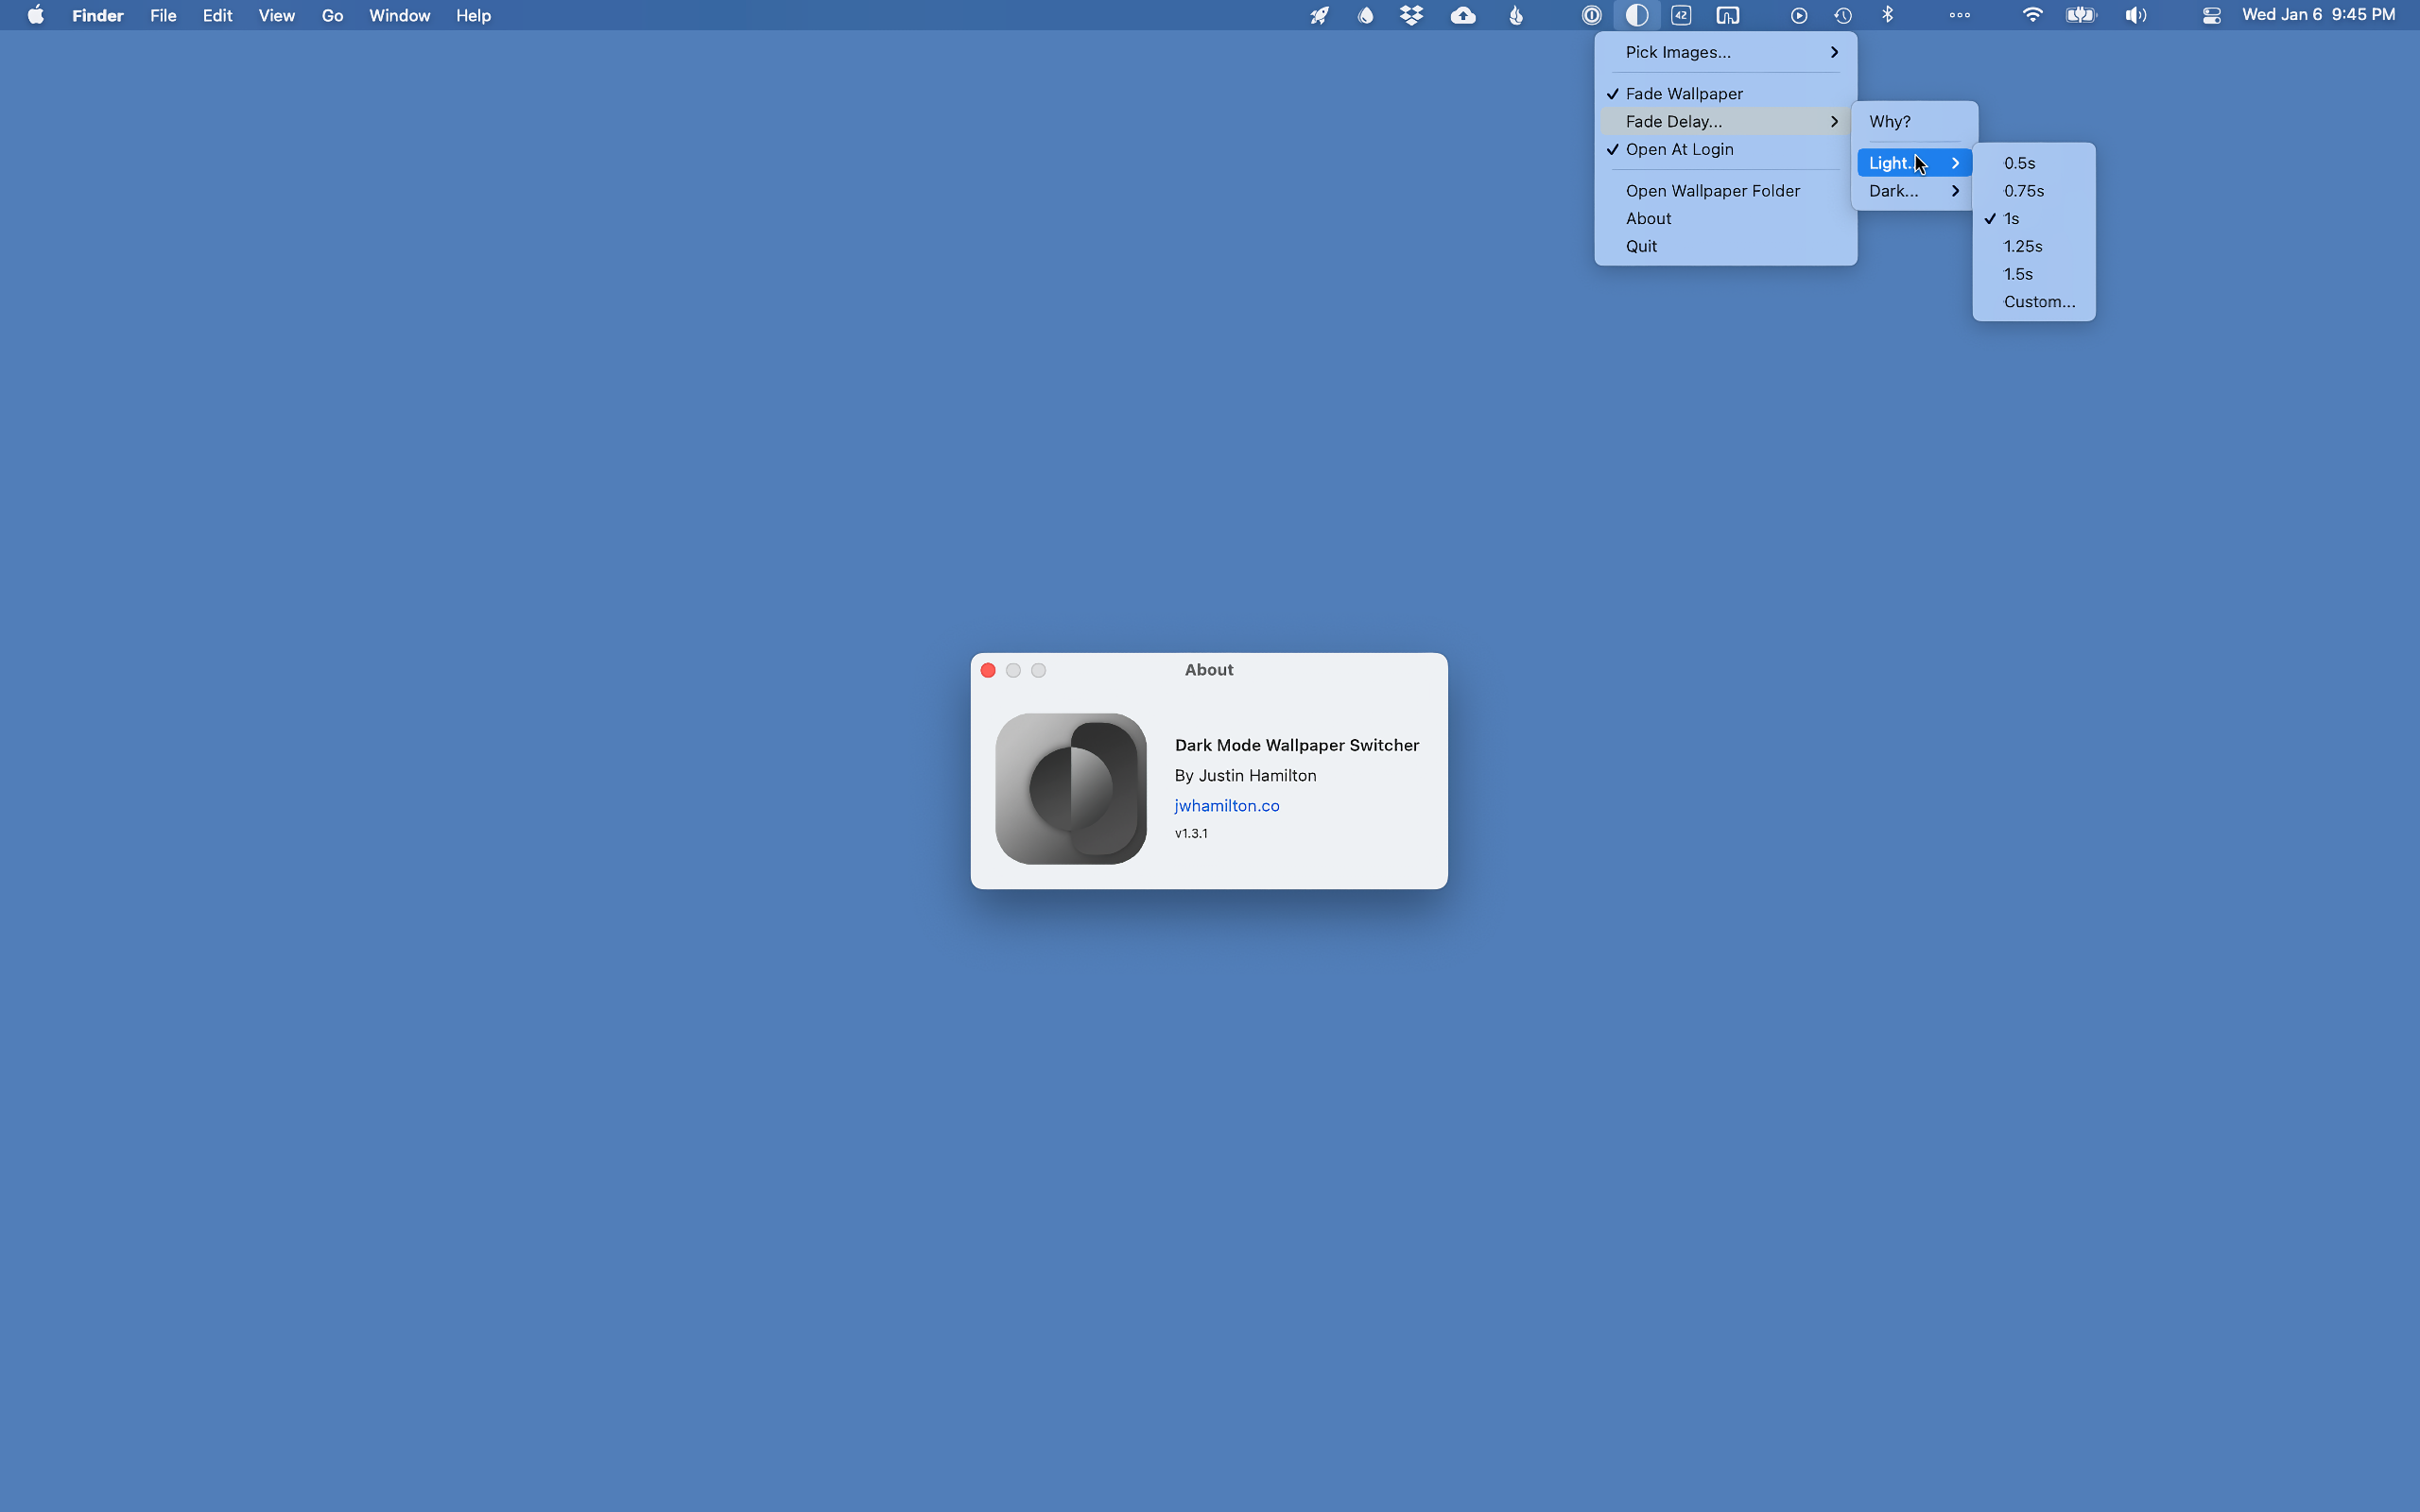 Finder File Edit View Go Window Help 42 Wed Jan 6 9:45 PM
Pick Images...
Fade Wallpaper
Fade Delay...
Open At Login
Open Wallpaper Folder
About
Quit
Why?
Light...
Dark...
0.5s
0.75s
1s
1.25s
1.5s
Custom...
About
Dark Mode Wallpaper Switcher
By Justin Hamilton
jwhamilton.co
v1.3.1